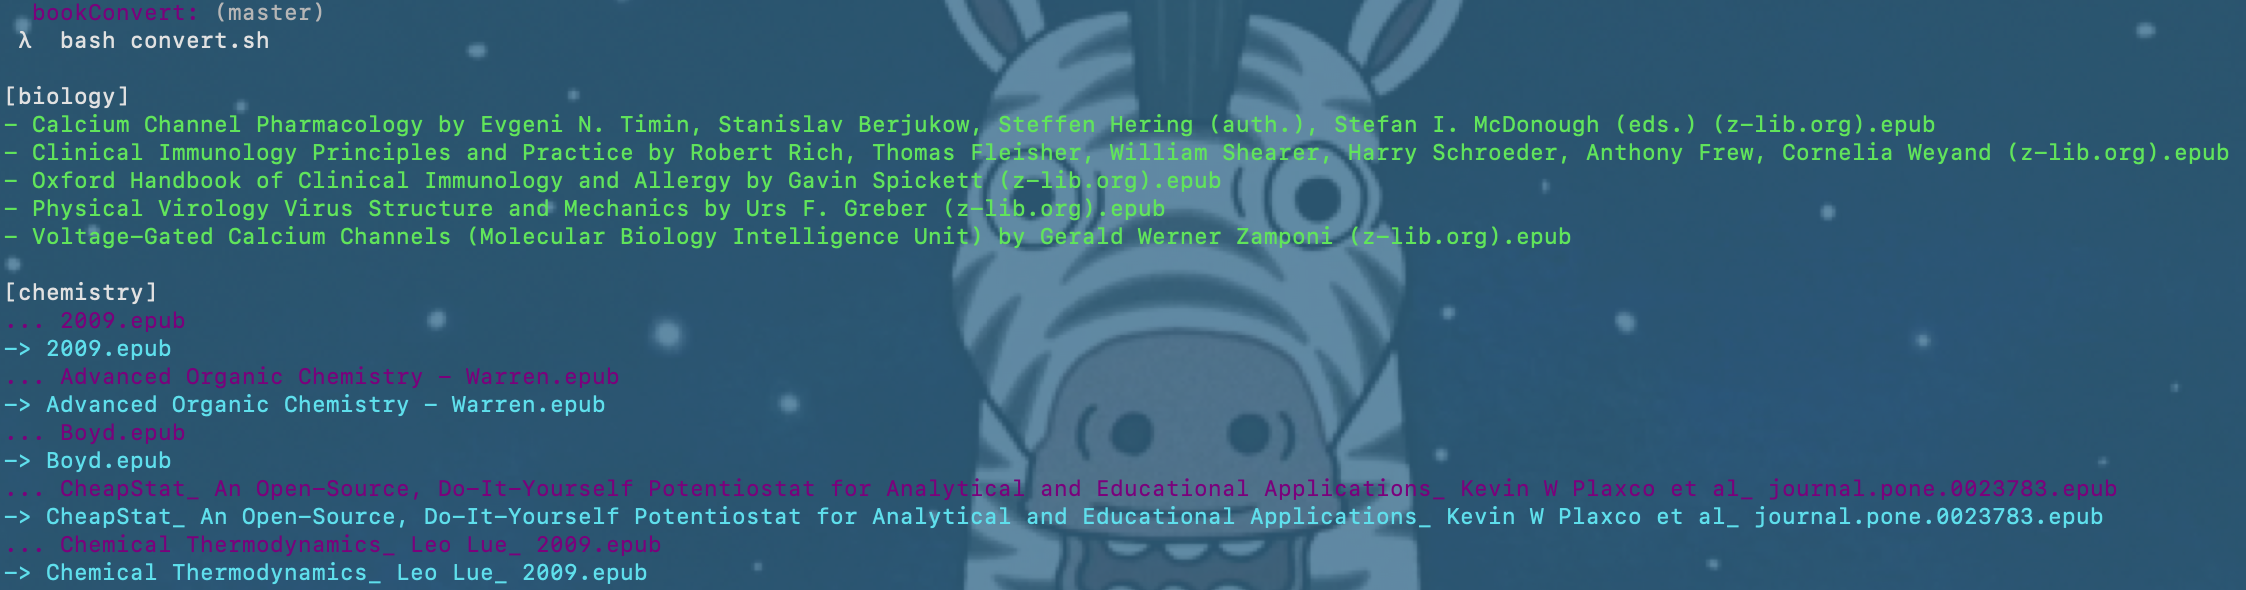 bookConvert: (master)
λ bash convert.sh
[biology]
- Calcium Channel Pharmacology by Evgeni N. Timin, Stanislav Berjukow, Steffen Hering (auth.), Stefan I. McDonough (eds.) (z-lib.org).epub
- Clinical Immunology Principles and Practice by Robert Rich, Thomas Fleisher, William Shearer, Harry Schroeder, Anthony Frew, Cornelia Weyand (z-lib.org).epub
- Oxford Handbook of Clinical Immunology and Allergy by Gavin Spickett (z-lib.org).epub
- Physical Virology Virus Structure and Mechanics by Urs F. Greber (z-lib.org).epub
- Voltage-Gated Calcium Channels (Molecular Biology Intelligence Unit) by Gerald Werner Zamponi (z-lib.org).epub
[chemistry]
... 2009.epub
-> 2009.epub
... Advanced Organic Chemistry - Warren.epub
-> Advanced Organic Chemistry - Warren.epub
... Boyd.epub
-> Boyd.epub
... CheapStat_ An Open-Source, Do-It-Yourself Potentiostat for Analytical and Educational Applications_ Kevin W Plaxco et al_ journal.pone.0023783.epub
-> CheapStat_ An Open-Source, Do-It-Yourself Potentiostat for Analytical and Educational Applications_ Kevin W Plaxco et al_ journal.pone.0023783.epub
... Chemical Thermodynamics_ Leo Lue_ 2009.epub
-> Chemical Thermodynamics_ Leo Lue_ 2009.epub